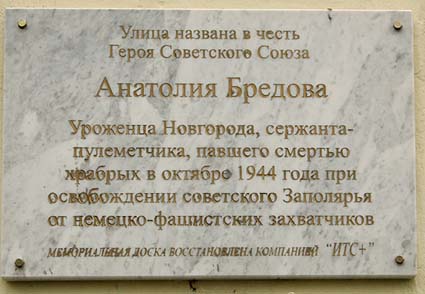 Улица названа в честь
Героя Советского Союза
Анатолия Бредова
Уроженца Новгорода, сержанта-
пулеметчика, павшего смертью
храбрых в октябре 1944 года при
освобождении советского Заполярья
от немецко-фашистских захватчиков
МЕМОРИАЛЬНАЯ ДОСКА ВОССТАНОВЛЕНА КОМПАНИЕЙ "ИТС+"